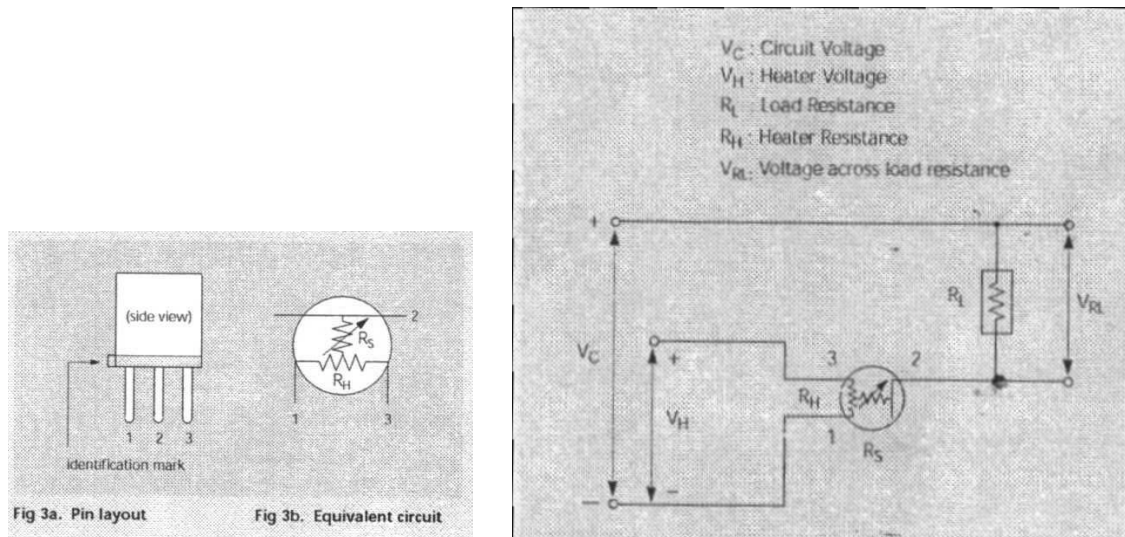 (side view)
1 2 3
identification mark
Fig 3a. Pin layout
2
R_S
R_H
1 3
Fig 3b. Equivalent circuit
V_C : Circuit Voltage
V_H : Heater Voltage
R_L : Load Resistance
R_H : Heater Resistance
V_RL : Voltage across load resistance
+
R_L
V_RL
V_C
+
3 2
R_H
V_H
1
R_S
−
−